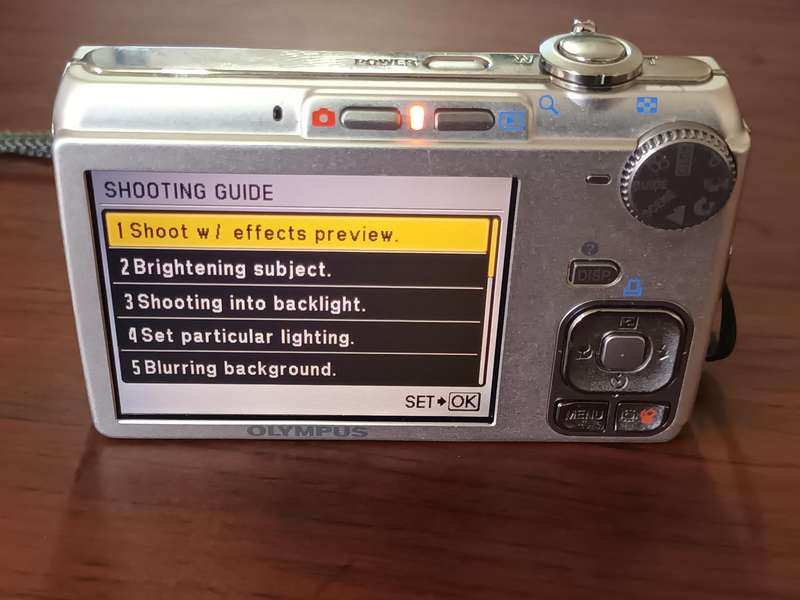 POWER
W
T
SHOOTING GUIDE
1 Shoot w/ effects preview.
2 Brightening subject.
3 Shooting into backlight.
4 Set particular lighting.
5 Blurring background.
SET➜OK
GUIDE
DISP.
MENU
OLYMPUS